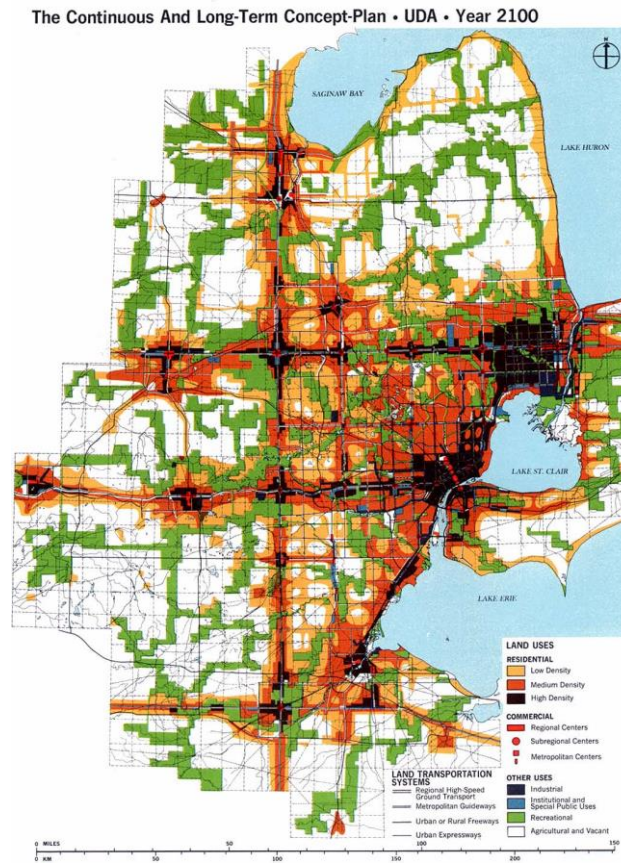 The Continuous And Long-Term Concept-Plan • UDA • Year 2100
N
SAGINAW BAY
LAKE HURON
LAKE ST. CLAIR
LAKE ERIE
LAND USES
RESIDENTIAL
Low Density
Medium Density
High Density
COMMERCIAL
Regional Centers
Subregional Centers
Metropolitan Centers
OTHER USES
Industrial
Institutional and
Special Public Uses
Recreational
Agricultural and Vacant
LAND TRANSPORTATION
SYSTEMS
Regional High-Speed
Ground Transport
Metropolitan Guideways
Urban or Rural Freeways
Urban Expressways
0 MILES 50 100 150
0 KM 50 100 150 200 250